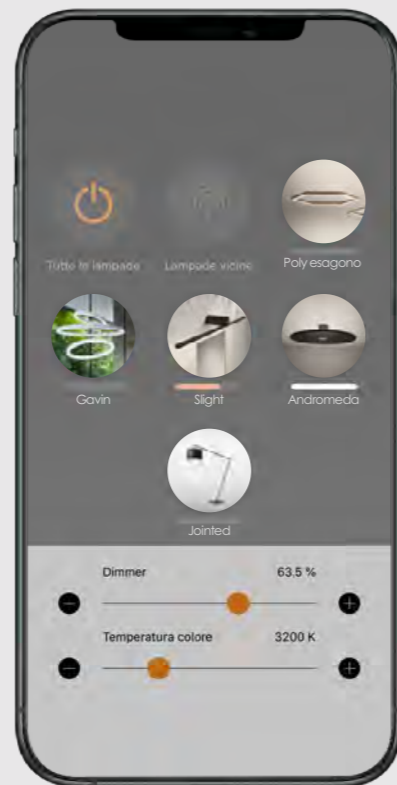 Tutte le lampade
Lampade vicine
Poly esagono
Gavin
Slight
Andromeda
Jointed
Dimmer 63.5 %
Temperatura colore 3200 K